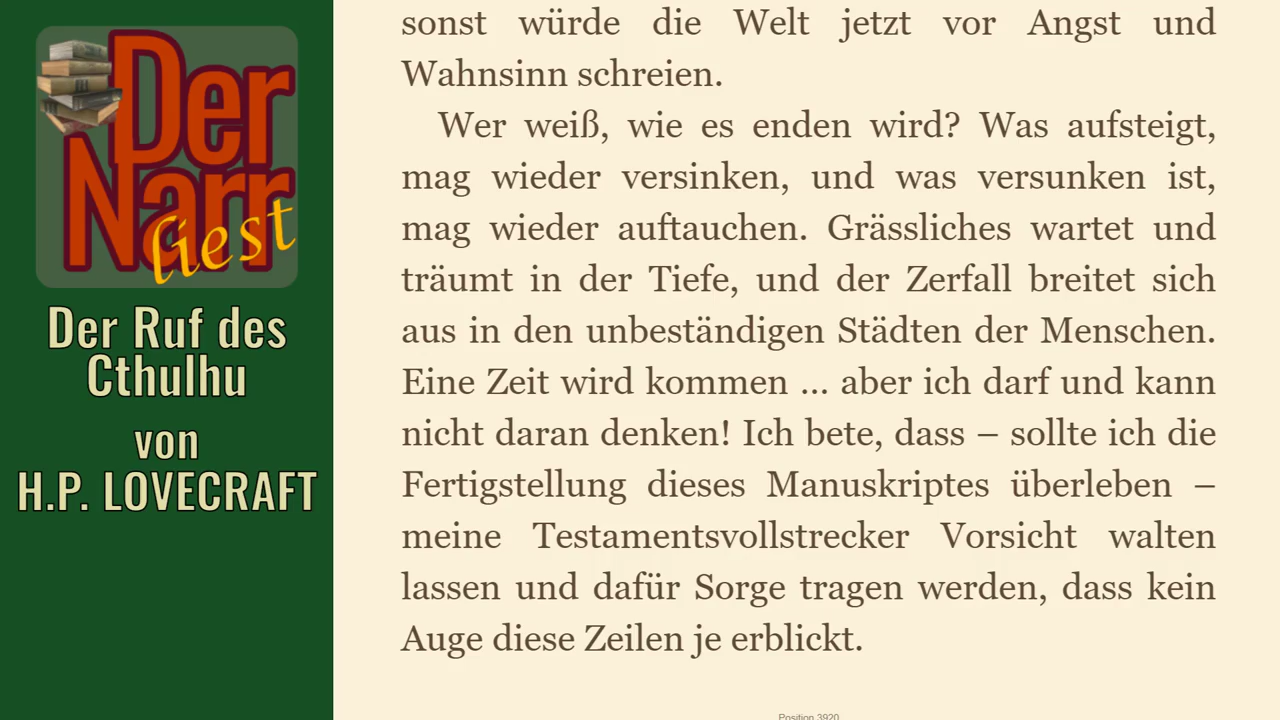 Der
Narr
liest
Der Ruf des
Cthulhu
von
H.P. LOVECRAFT
sonst würde die Welt jetzt vor Angst und
Wahnsinn schreien.
Wer weiß, wie es enden wird? Was aufsteigt,
mag wieder versinken, und was versunken ist,
mag wieder auftauchen. Grässliches wartet und
träumt in der Tiefe, und der Zerfall breitet sich
aus in den unbeständigen Städten der Menschen.
Eine Zeit wird kommen ... aber ich darf und kann
nicht daran denken! Ich bete, dass – sollte ich die
Fertigstellung dieses Manuskriptes überleben –
meine Testamentsvollstrecker Vorsicht walten
lassen und dafür Sorge tragen werden, dass kein
Auge diese Zeilen je erblickt.
Position 3920